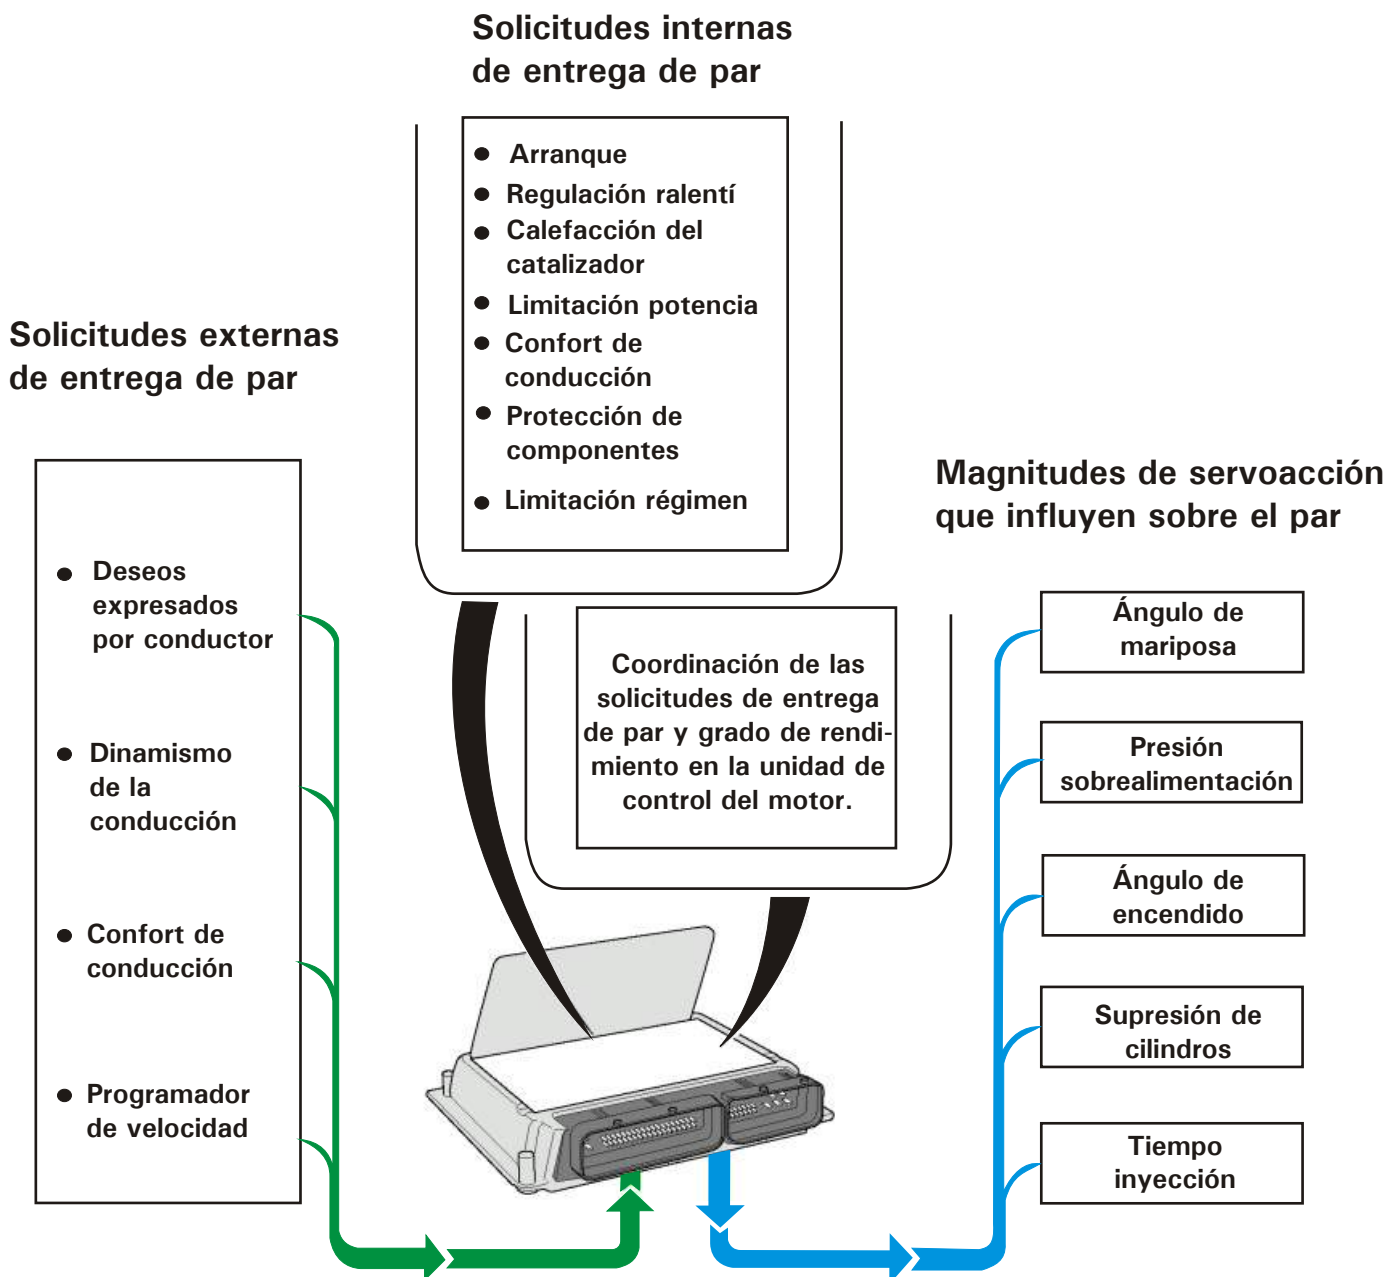 Solicitudes internas
de entrega de par
● Arranque
● Regulación ralentí
● Calefacción del
catalizador
● Limitación potencia
● Confort de
conducción
● Protección de
componentes
● Limitación régimen
Solicitudes externas
de entrega de par
● Deseos
expresados
por conductor
● Dinamismo
de la
conducción
● Confort de
conducción
● Programador
de velocidad
Coordinación de las
solicitudes de entrega
de par y grado de rendi-
miento en la unidad de
control del motor.
Magnitudes de servoacción
que influyen sobre el par
Ángulo de
mariposa
Presión
sobrealimentación
Ángulo de
encendido
Supresión de
cilindros
Tiempo
inyección